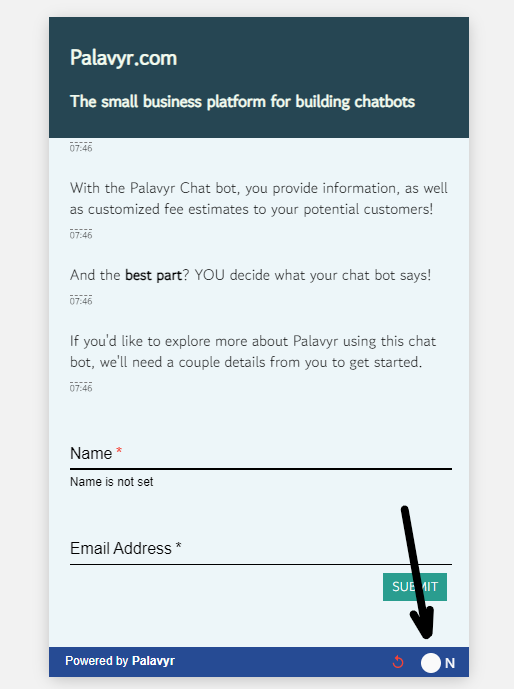 Palavyr.com
The small business platform for building chatbots
07:46
With the Palavyr Chat bot, you provide information, as well
as customized fee estimates to your potential customers!
07:46
And the best part? YOU decide what your chat bot says!
07:46
If you'd like to explore more about Palavyr using this chat
bot, we'll need a couple details from you to get started.
07:46
Name *
Name is not set
Email Address *
SUBMIT
Powered by Palavyr
N